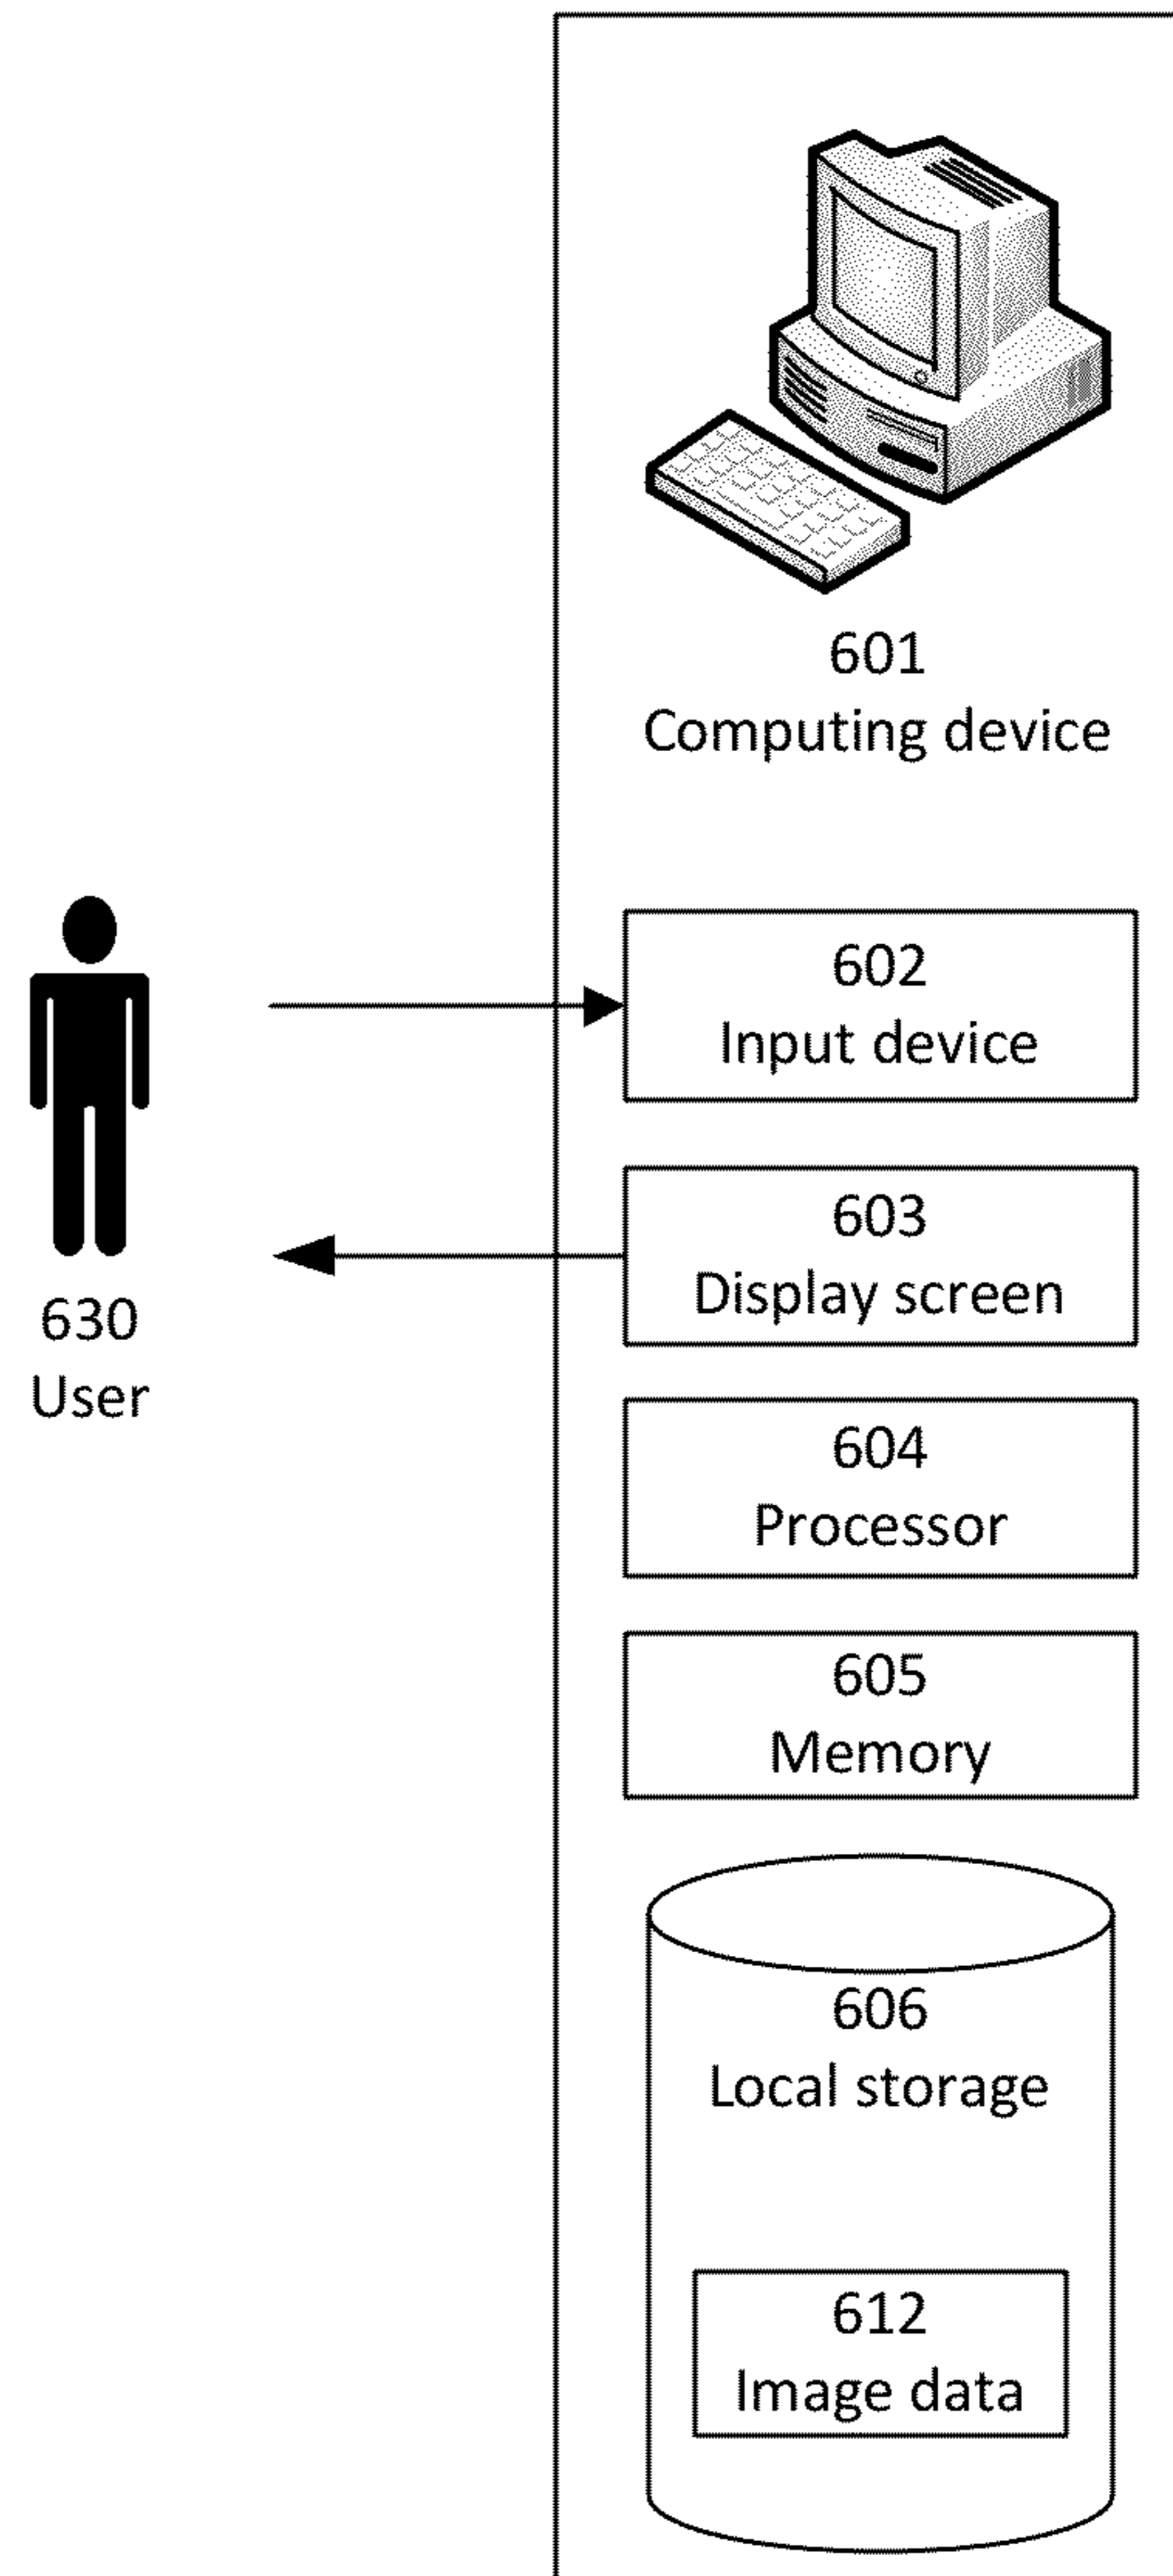 601
Computing device
602
Input device
603
Display screen
630
User
604
Processor
605
Memory
606
Local storage
612
Image data